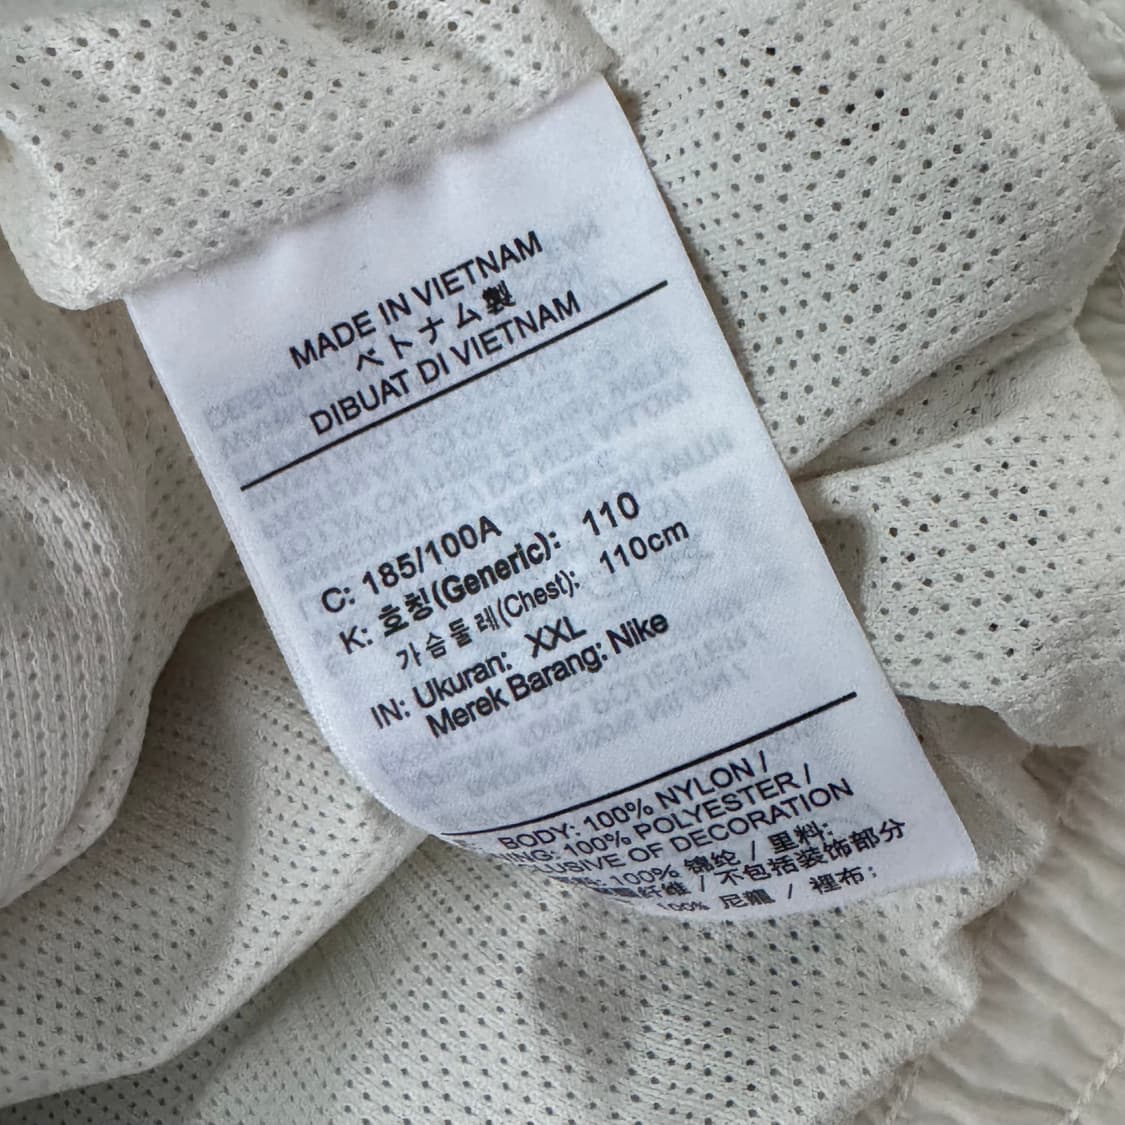 MADE IN VIETNAM
ベトナム製
DIBUAT DI VIETNAM
C: 185/100A
K: 호칭(Generic): 110
가슴둘레(Chest): 110cm
IN: Ukuran: XXL
Merek Barang: Nike
BODY: 100% NYLON /
100% POLYESTER /
OF DECORATION
100% 锦纶 / 里料:
纤维 / 不包括装饰部分
100% 尼龍 / 裡布: